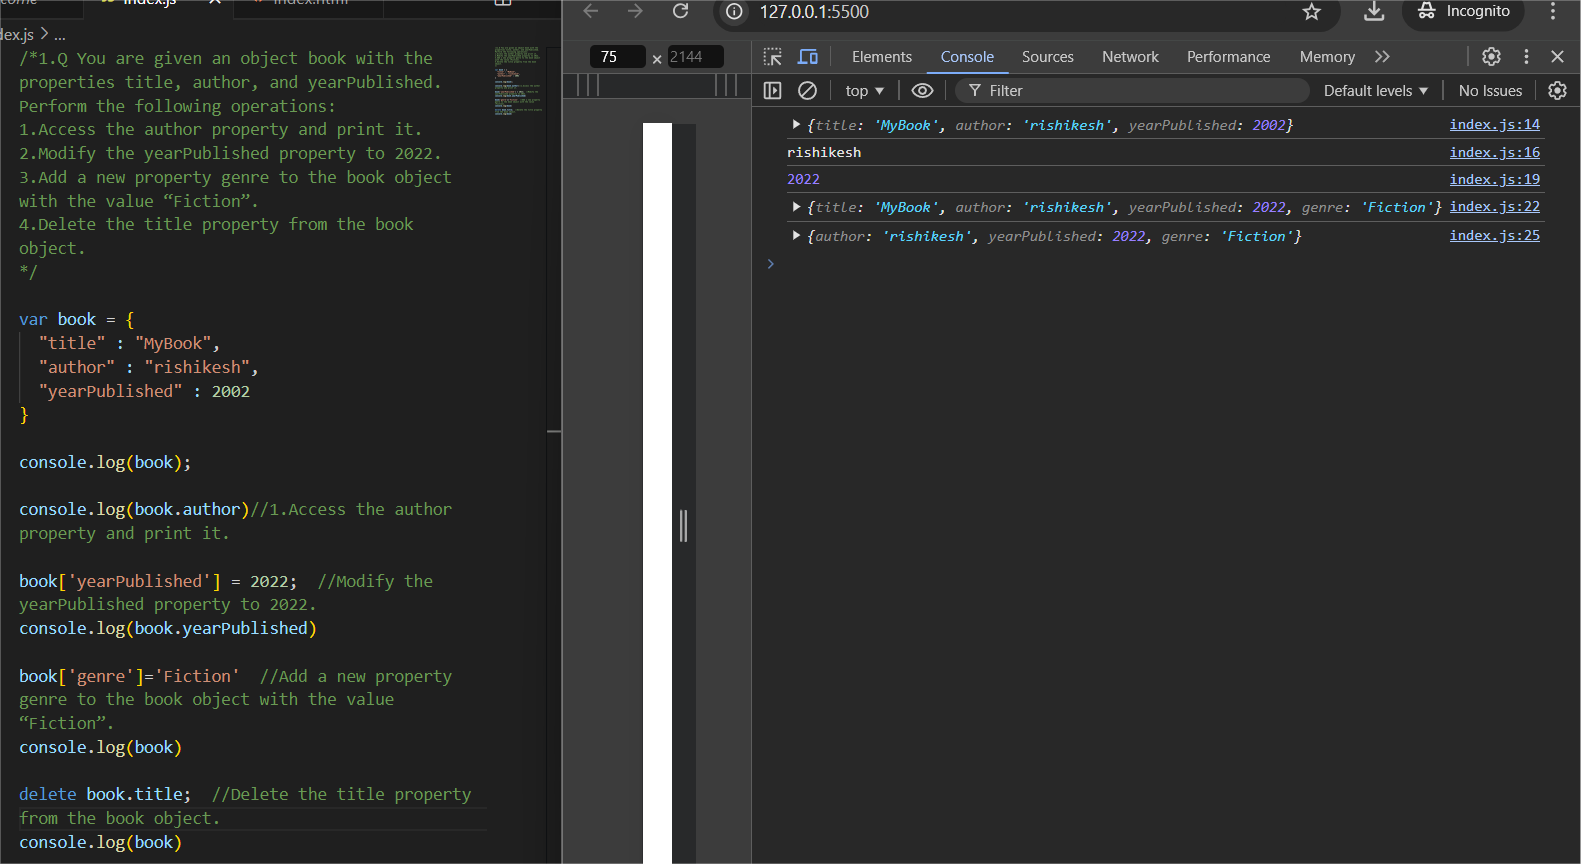 index.js
index.html
dex.js > ...
/*1.Q You are given an object book with the
properties title, author, and yearPublished.
Perform the following operations:
1.Access the author property and print it.
2.Modify the yearPublished property to 2022.
3.Add a new property genre to the book object
with the value “Fiction”.
4.Delete the title property from the book
object.
*/
var book = {
"title" : "MyBook",
"author" : "rishikesh",
"yearPublished" : 2002
}
console.log(book);
console.log(book.author)//1.Access the author
property and print it.
book['yearPublished'] = 2022;  //Modify the
yearPublished property to 2022.
console.log(book.yearPublished)
book['genre']='Fiction'  //Add a new property
genre to the book object with the value
“Fiction”.
console.log(book)
delete book.title;  //Delete the title property
from the book object.
console.log(book)
127.0.0.1:5500
Incognito
75 × 2144
Elements Console Sources Network Performance Memory
top Filter Default levels No Issues
{title: 'MyBook', author: 'rishikesh', yearPublished: 2002} index.js:14
rishikesh index.js:16
2022 index.js:19
{title: 'MyBook', author: 'rishikesh', yearPublished: 2022, genre: 'Fiction'} index.js:22
{author: 'rishikesh', yearPublished: 2022, genre: 'Fiction'} index.js:25